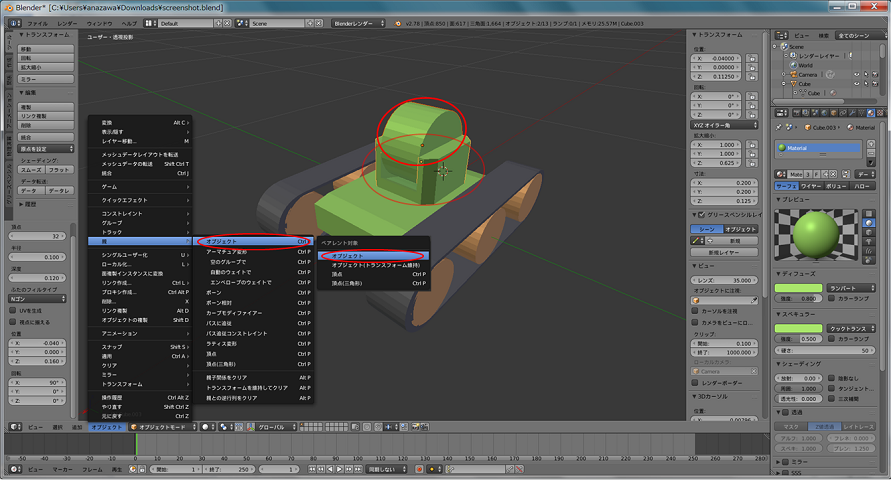 Blender* [C:¥Users¥anazawa¥Downloads¥screenshot.blend]
ファイル レンダー ウィンドウ ヘルプ Default Scene Blenderレンダー v2.78 | 頂点:850 | 面:617 | 三角面:1,664 | オブジェクト:2/13 | ランプ:0/1 | メモリ:25.57M | Cube.003
トランスフォーム
移動
回転
拡大縮小
ミラー
編集
複製
リンク複製
削除
統合
原点を設定
シェーディング:
スムーズ フラット
データ転送:
データ データレ
履歴
頂点
32
半径
0.100
深度
0.120
ふたのフィルタイプ
Nゴン
UVを生成
視点に揃える
位置
X: -0.040
Y: 0.000
Z: 0.160
回転
X: 90°
Y: 0°
Z: 0°
ユーザー・透視投影
変換 Alt C
表示/隠す
レイヤー移動... M
メッシュデータレイアウトを転送
メッシュデータの転送 Shift Ctrl T
統合 Ctrl J
ゲーム
クイックエフェクト
コンストレイント
グループ
トラック
親
シングルユーザー化 U
ローカル化... L
面複製をインスタンスに変換
リンク作成... Ctrl L
プロキシ作成... Ctrl Alt P
削除... X
リンク複製 Alt D
オブジェクトの複製 Shift D
アニメーション
スナップ Shift S
適用 Ctrl A
クリア
ミラー
トランスフォーム
操作履歴 Ctrl Alt Z
やり直す Shift Ctrl Z
元に戻す Ctrl Z
オブジェクト Ctrl P
アーマチュア変形 Ctrl P
空のグループで Ctrl P
自動のウェイトで Ctrl P
エンベロープのウェイトで Ctrl P
ボーン Ctrl P
ボーン相対 Ctrl P
カーブモディファイアー Ctrl P
パスに追従 Ctrl P
パス追従コンストレイント Ctrl P
ラティス変形 Ctrl P
頂点 Ctrl P
頂点(三角形) Ctrl P
親子関係をクリア Alt P
トランスフォームを維持してクリア Alt P
親との逆行列をクリア Alt P
ペアレント対象
オブジェクト
オブジェクト(トランスフォーム維持)
頂点 Ctrl P
頂点(三角形) Ctrl P
ビュー 選択 追加 オブジェクト オブジェクトモード グローバル
-50 -40 -30 -20 -10 0 10 20 30 40 50 60 70 80 90 100 110 120 130 140 150 160 170 180 190 200 210 220 230 240 250 260 270 280
ビュー マーカー フレーム 再生 開始: 1 終了: 250 1 同期しない
トランスフォーム
位置:
X: -0.04000
Y: 0.00000
Z: 0.11250
回転:
X: 0°
Y: 0°
Z: 0°
XYZ オイラー角
拡大縮小:
X: 1.000
Y: 1.000
Z: 0.625
寸法:
X: 0.200
Y: 0.200
Z: 0.125
グリースペンシルレイ
シーン オブジェクト
新規
ビュー
レンズ: 35.000
オブジェクトに注視:
カーソルを注視
カメラをビューにロ
クリップ:
開始: 0.100
終了: 1000.000
ローカルカメラ:
Camera
レンダーボーダー
3Dカーソル
ビュー 検索 全てのシーン
Scene
レンダーレイヤー
World
Camera
Cube
Cube
Cube.003 Material
Material
Mate 3 F デー
サーフェ ワイヤー ボリュー ハロー
プレビュー
ディフューズ
ランバート
強度: 0.800 カラーランプ
スペキュラー
クックトランス
強度: 0.500 カラーランプ
硬さ: 50
シェーディング
放射: 0.00 陰影なし
周囲: 1.000 タンジェント...
透光性: 0.000 三次補間
透過
マスク Z値透過 レイトレース
アルファ: 1.000 フレネ: 0.000
スペキ: 1.000 ブレン: 1.250
ミラー
SSS